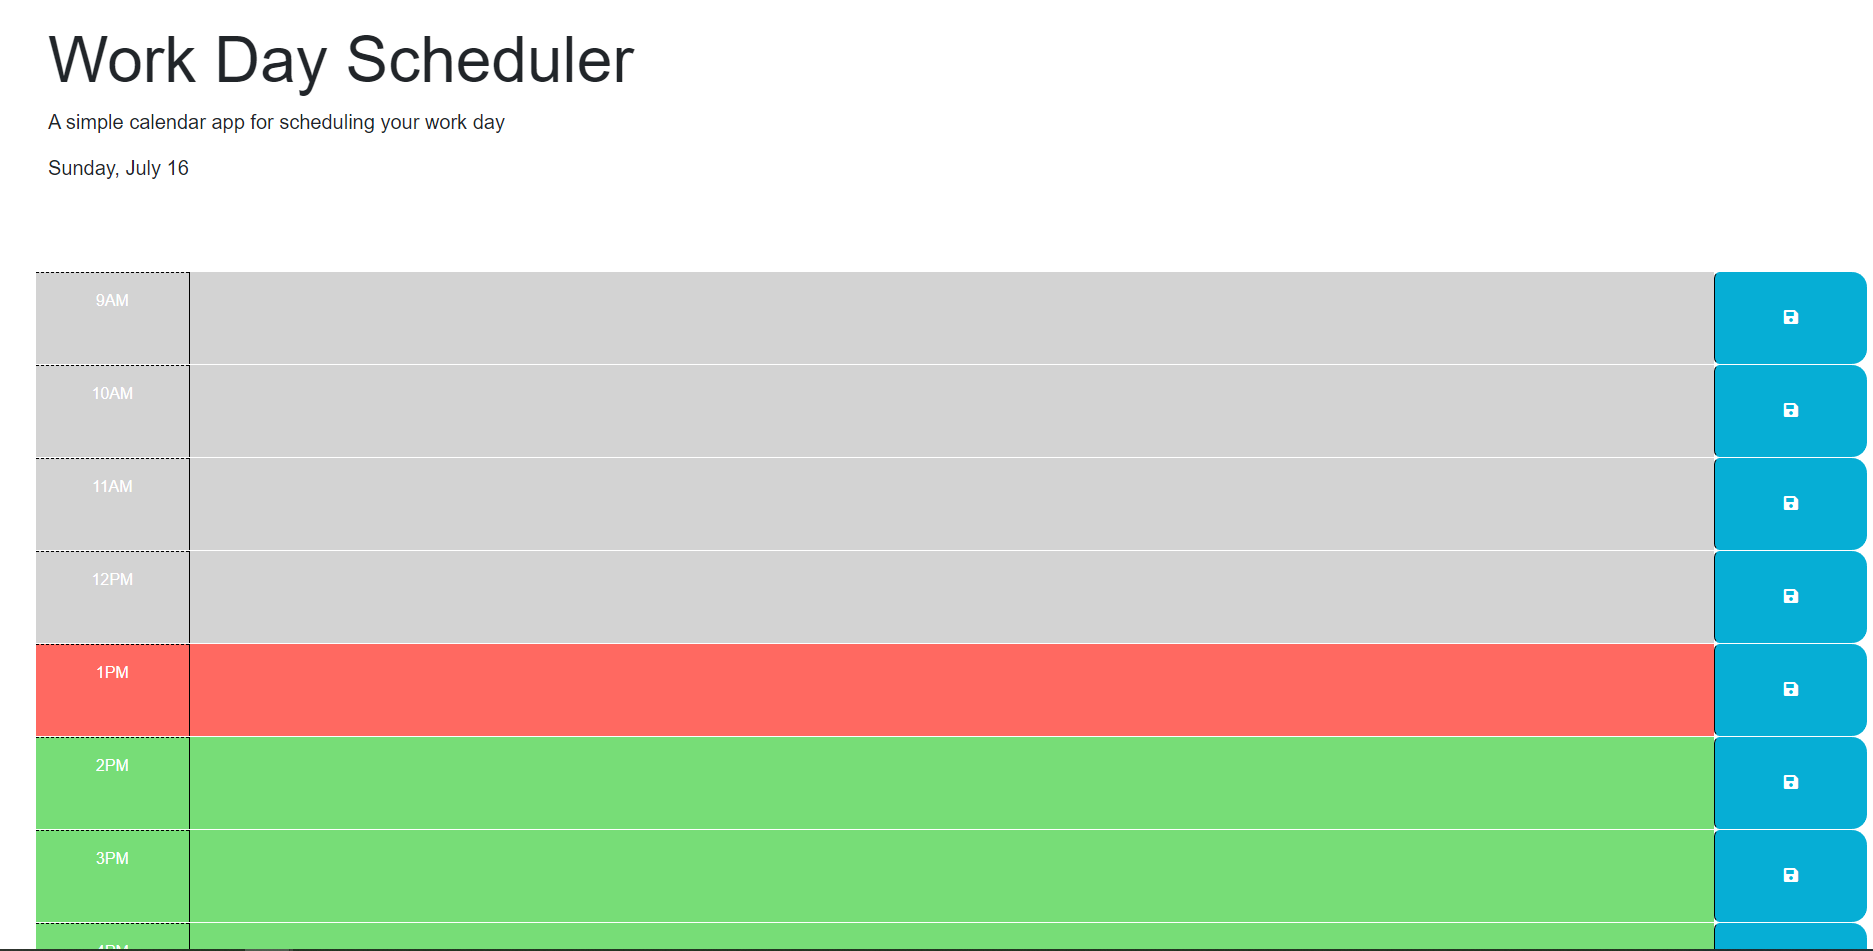 Work Day Scheduler
A simple calendar app for scheduling your work day
Sunday, July 16
9AM
10AM
11AM
12PM
1PM
2PM
3PM
4PM